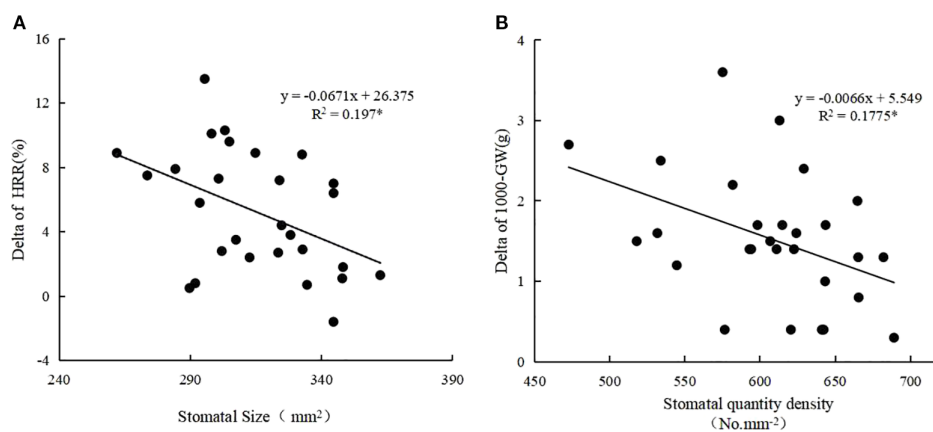 A
16
12
8
4
0
-4
Delta of HRR(%)
y = -0.0671x + 26.375
R² = 0.197*
240
290
340
390
Stomatal Size（ mm²）
B
4
3
2
1
0
Delta of 1000-GW(g)
y = -0.0066x + 5.549
R² = 0.1775*
450
500
550
600
650
700
Stomatal quantity density
（No.mm⁻²）